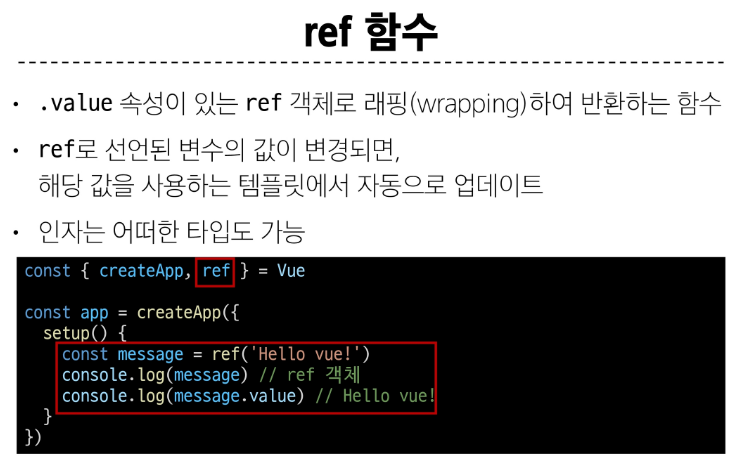 ref 함수
• .value 속성이 있는 ref 객체로 래핑(wrapping)하여 반환하는 함수
• ref로 선언된 변수의 값이 변경되면,
해당 값을 사용하는 템플릿에서 자동으로 업데이트
• 인자는 어떠한 타입도 가능
const { createApp, ref } = Vue
const app = createApp({
  setup() {
    const message = ref('Hello vue!')
    console.log(message) // ref 객체
    console.log(message.value) // Hello vue!
  }
})